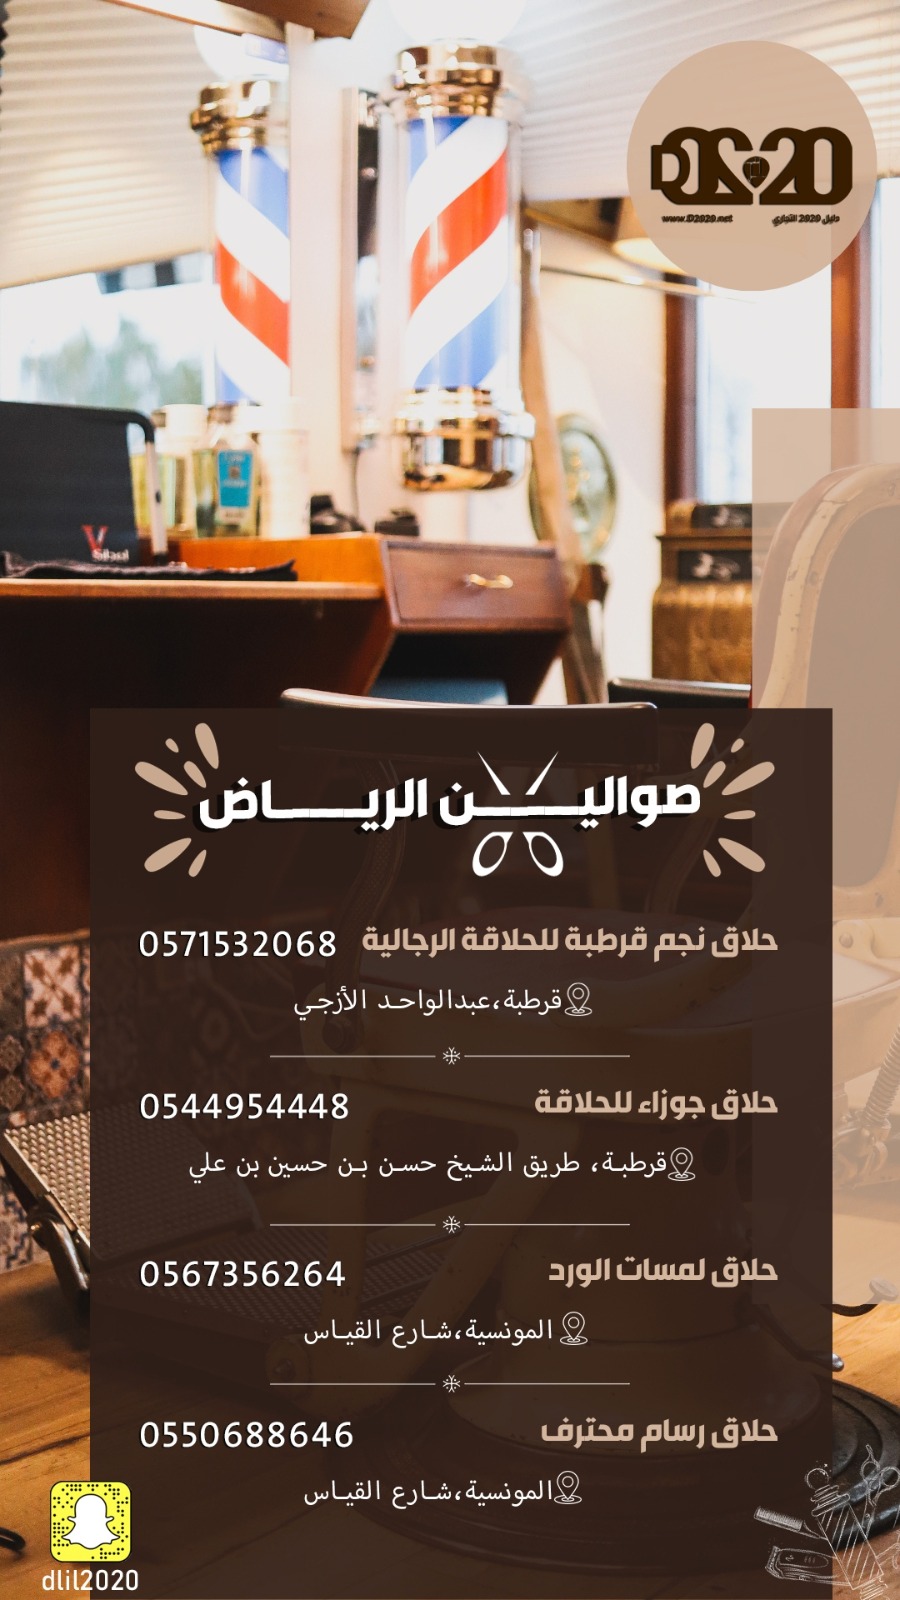 D2020
www.D2020.net
دليل 2020 التجاري
صواليـــن الريـــاض
حلاق نجم قرطبة للحلاقة الرجالية 0571532068
قرطبة،عبدالواحد الأزجي
حلاق جوزاء للحلاقة 0544954448
قرطبة، طريق الشيخ حسن بن حسين بن علي
حلاق لمسات الورد 0567356264
المونسية،شارع القياس
حلاق رسام محترف 0550688646
المونسية،شارع القياس
dlil2020